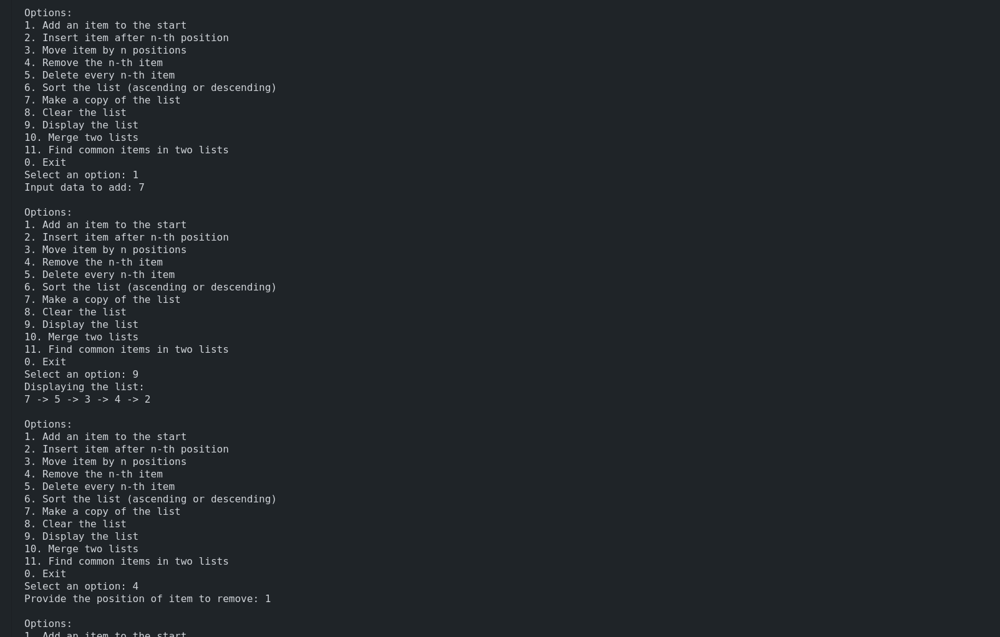 Options:
1. Add an item to the start
2. Insert item after n-th position
3. Move item by n positions
4. Remove the n-th item
5. Delete every n-th item
6. Sort the list (ascending or descending)
7. Make a copy of the list
8. Clear the list
9. Display the list
10. Merge two lists
11. Find common items in two lists
0. Exit
Select an option: 1
Input data to add: 7
Options:
1. Add an item to the start
2. Insert item after n-th position
3. Move item by n positions
4. Remove the n-th item
5. Delete every n-th item
6. Sort the list (ascending or descending)
7. Make a copy of the list
8. Clear the list
9. Display the list
10. Merge two lists
11. Find common items in two lists
0. Exit
Select an option: 9
Displaying the list:
7 -> 5 -> 3 -> 4 -> 2
Options:
1. Add an item to the start
2. Insert item after n-th position
3. Move item by n positions
4. Remove the n-th item
5. Delete every n-th item
6. Sort the list (ascending or descending)
7. Make a copy of the list
8. Clear the list
9. Display the list
10. Merge two lists
11. Find common items in two lists
0. Exit
Select an option: 4
Provide the position of item to remove: 1
Options:
1. Add an item to the start